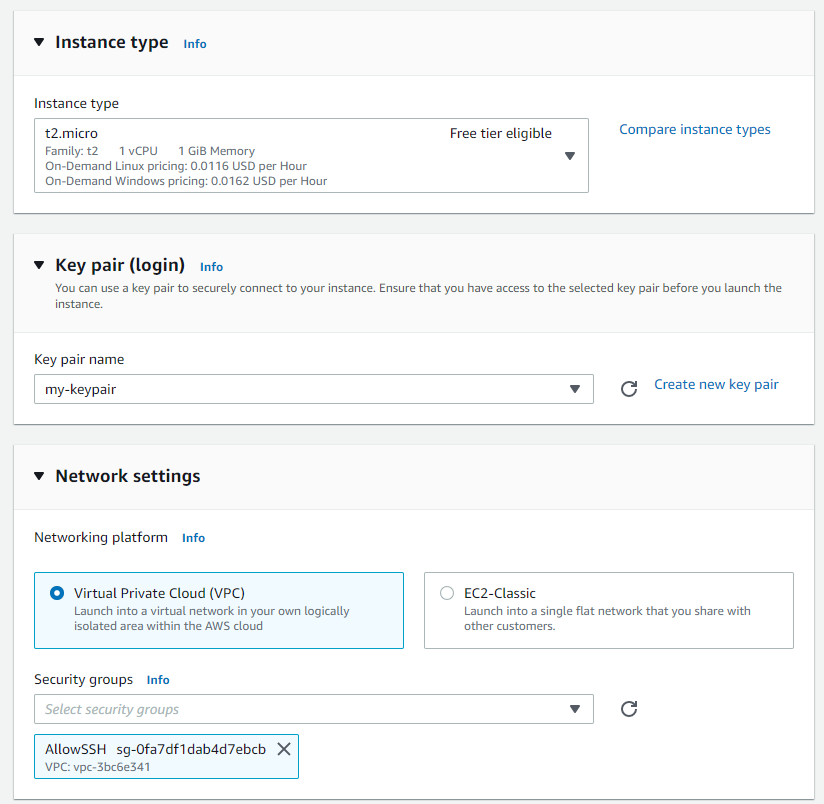 Instance type Info
Instance type
t2.micro Free tier eligible
Family: t2 1 vCPU 1 GiB Memory
On-Demand Linux pricing: 0.0116 USD per Hour
On-Demand Windows pricing: 0.0162 USD per Hour
Compare instance types
Key pair (login) Info
You can use a key pair to securely connect to your instance. Ensure that you have access to the selected key pair before you launch the
instance.
Key pair name
my-keypair
Create new key pair
Network settings
Networking platform Info
Virtual Private Cloud (VPC)
Launch into a virtual network in your own logically
isolated area within the AWS cloud
EC2-Classic
Launch into a single flat network that you share with
other customers.
Security groups Info
Select security groups
AllowSSH sg-0fa7df1dab4d7ebcb
VPC: vpc-3bc6e341